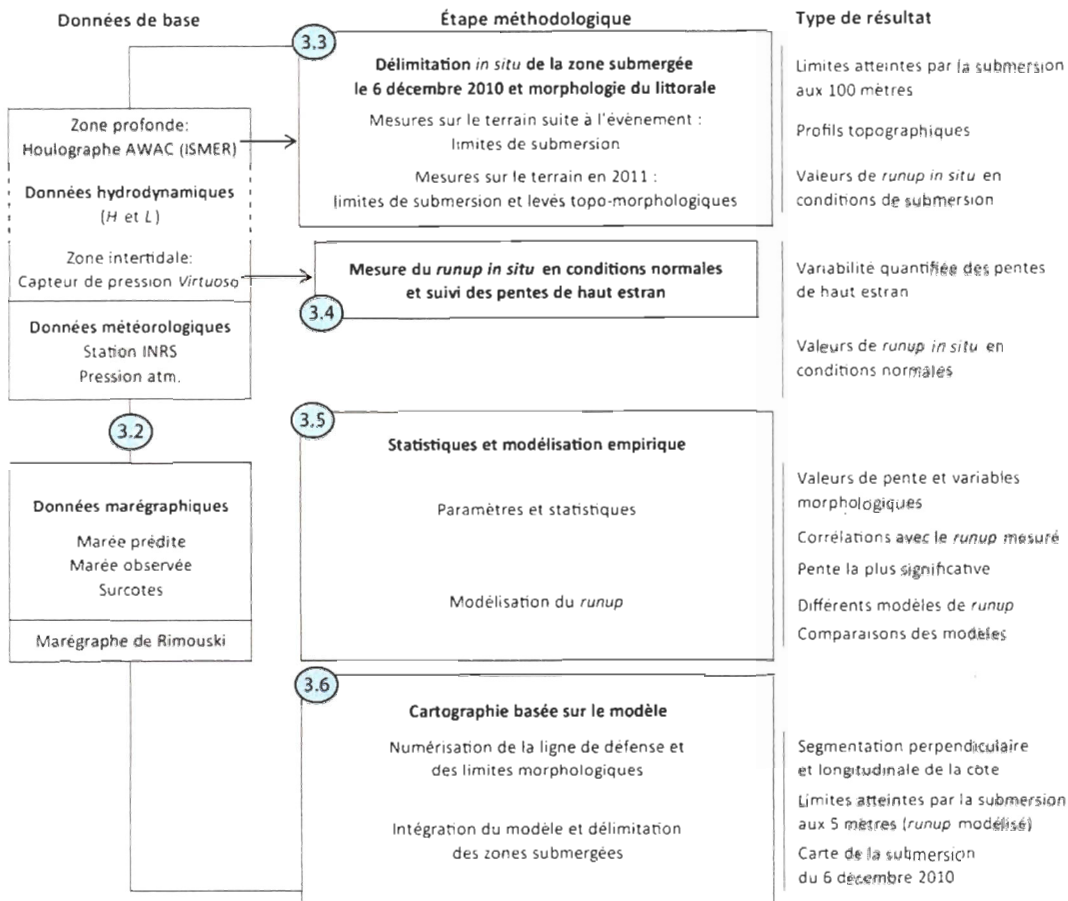 Données de base
Étape méthodologique
Type de résultat
Zone profonde:
Houlographe AWAC (ISMER)
Données hydrodynamiques
(H et L)
Zone intertidale:
Capteur de pression Virtuoso
Données météorologiques
Station INRS
Pression atm.
3.2
Données marégraphiques
Marée prédite
Marée observée
Surcotes
Marégraphe de Rimouski
3.3
Délimitation in situ de la zone submergée
le 6 décembre 2010 et morphologie du littorale
Mesures sur le terrain suite à l'évènement :
limites de submersion
Mesures sur le terrain en 2011 :
limites de submersion et levés topo-morphologiques
Limites atteintes par la submersion
aux 100 mètres
Profils topographiques
Valeurs de runup in situ en
conditions de submersion
Mesure du runup in situ en conditions normales
et suivi des pentes de haut estran
3.4
Variabilité quantifiée des pentes
de haut estran
Valeurs de runup in situ en
conditions normales
3.5
Statistiques et modélisation empirique
Paramètres et statistiques
Modélisation du runup
Valeurs de pente et variables
morphologiques
Corrélations avec le runup mesuré
Pente la plus significative
Différents modèles de runup
Comparaisons des modèles
3.6
Cartographie basée sur le modèle
Numérisation de la ligne de défense et
des limites morphologiques
Intégration du modèle et délimitation
des zones submergées
Segmentation perpendiculaire
et longitudinale de la côte
Limites atteintes par la submersion
aux 5 mètres (runup modélisé)
Carte de la submersion
du 6 décembre 2010